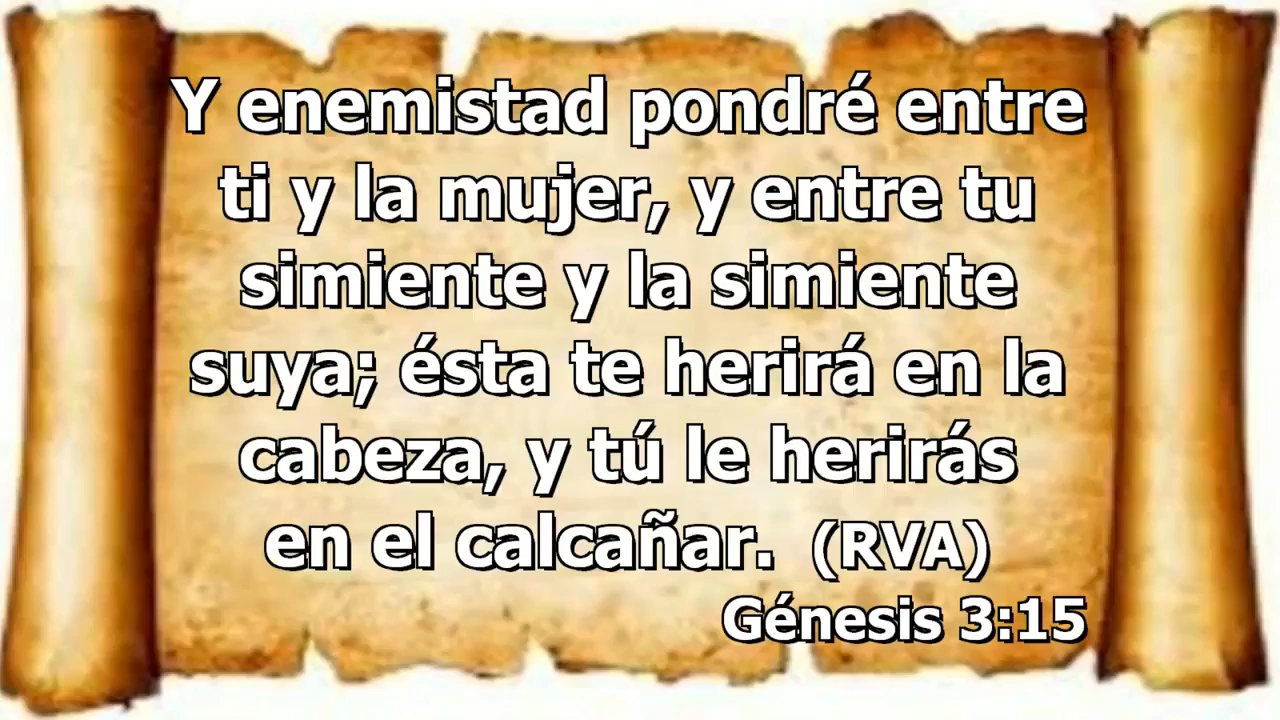 Y enemistad pondré entre
ti y la mujer, y entre tu
simiente y la simiente
suya; ésta te herirá en la
cabeza, y tú le herirás
en el calcañar. (RVA)
Génesis 3:15